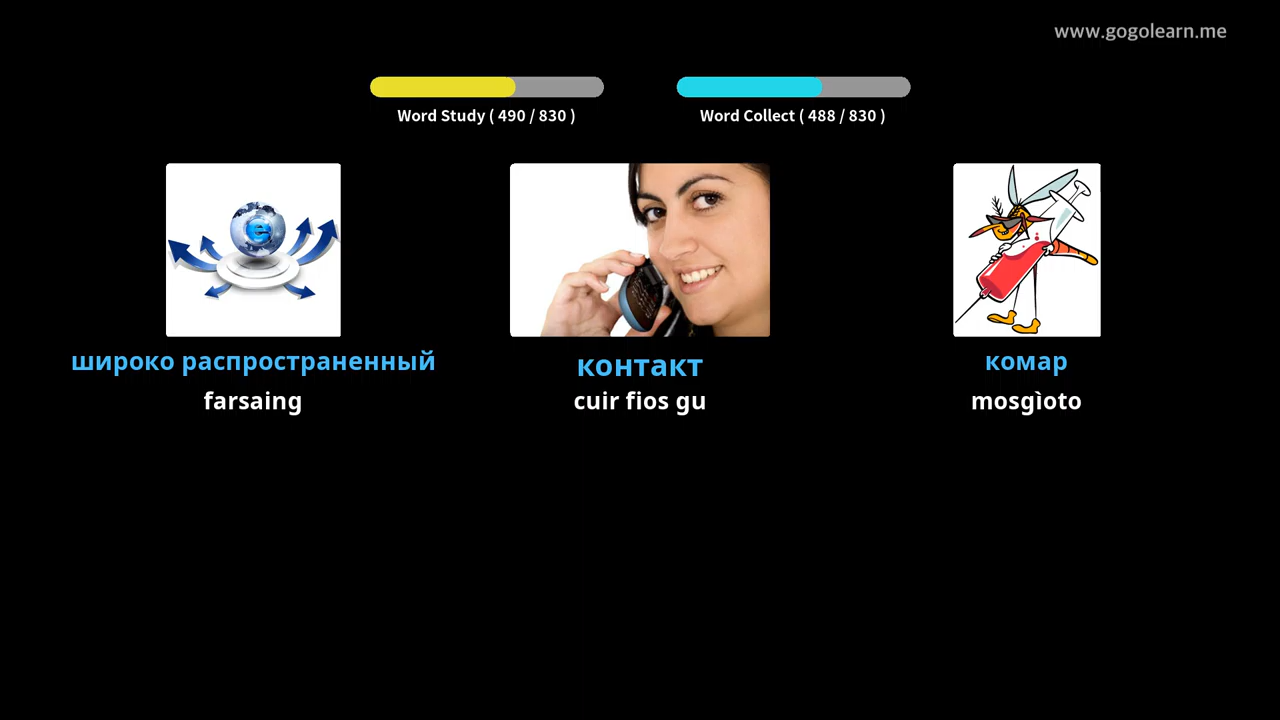 www.gogolearn.me
Word Study ( 490 / 830 )
Word Collect ( 488 / 830 )
широко распространенный
farsaing
контакт
cuir fios gu
комар
mosgìoto